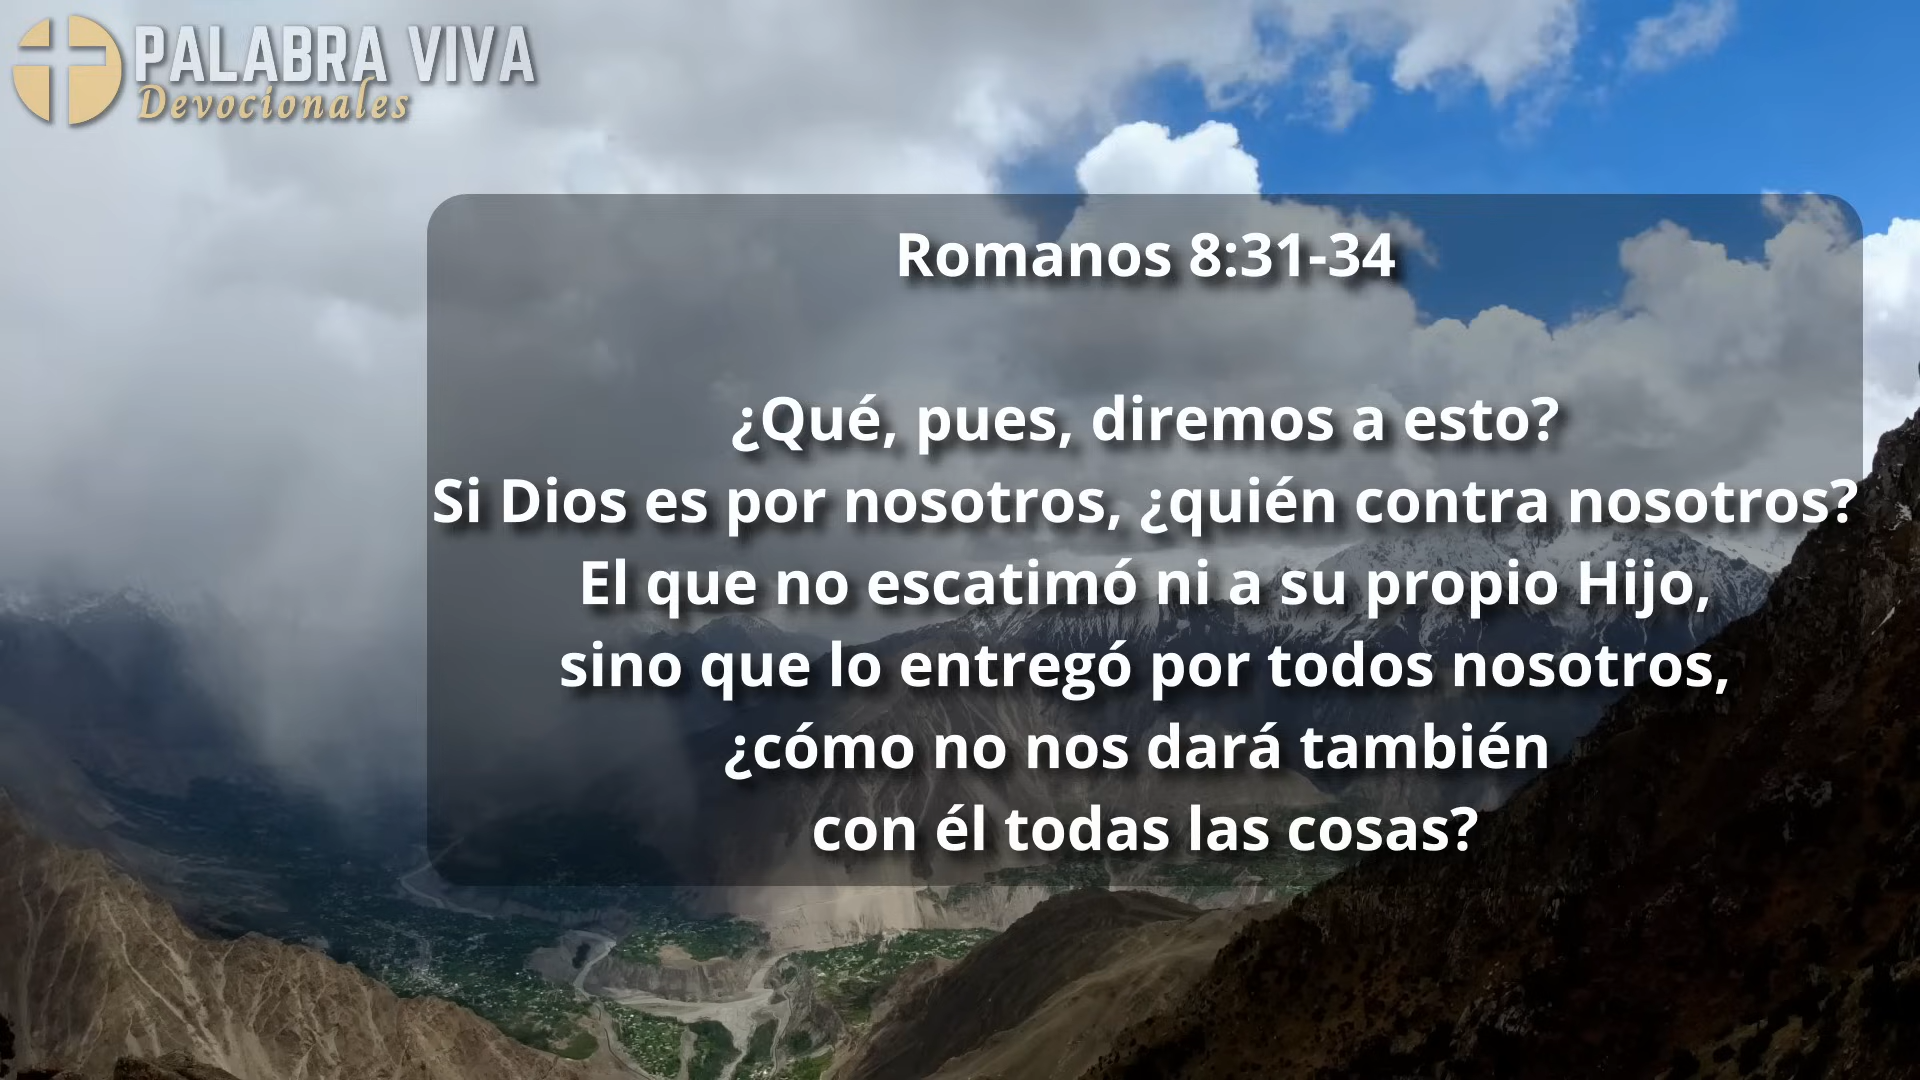 PALABRA VIVA
Devocionales
Romanos 8:31-34
¿Qué, pues, diremos a esto?
Si Dios es por nosotros, ¿quién contra nosotros?
El que no escatimó ni a su propio Hijo,
sino que lo entregó por todos nosotros,
¿cómo no nos dará también
con él todas las cosas?